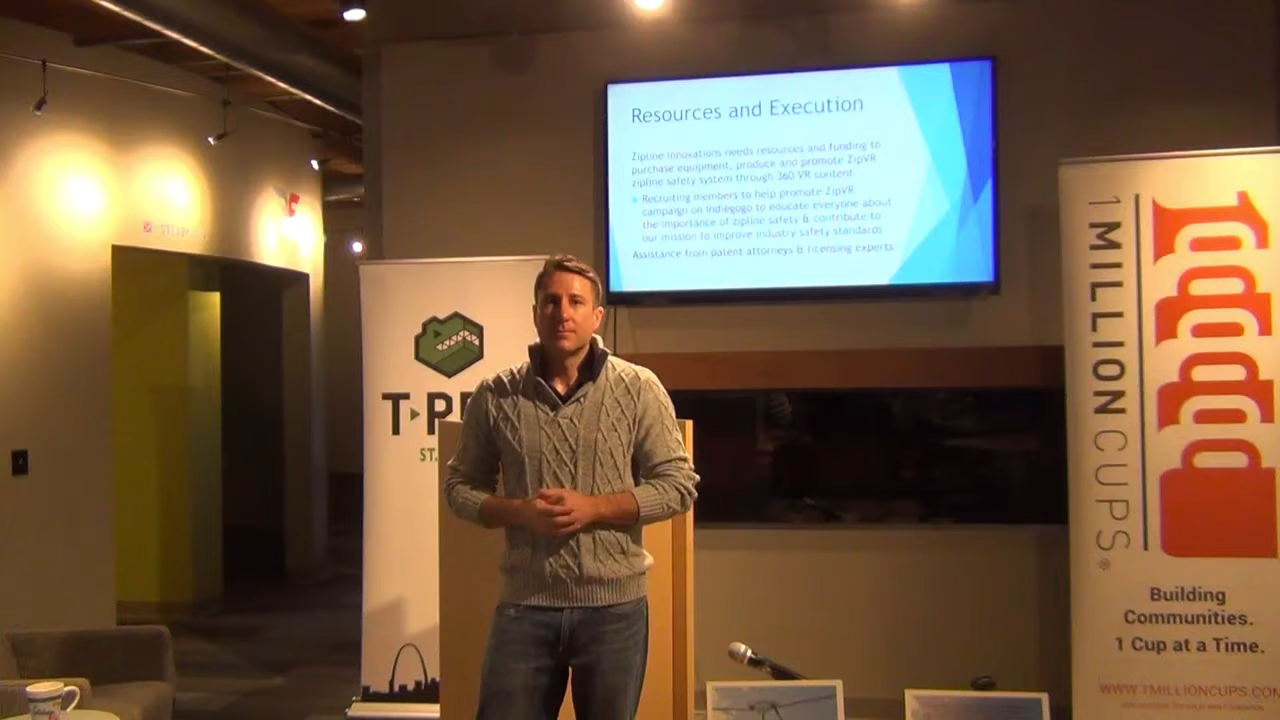 Resources and Execution
Zipline Innovations needs resources and funding to
purchase equipment, produce and promote ZipVR
zipline safety system through 360 VR content
Recruiting members to help promote ZipVR
campaign on Indiegogo to educate everyone about
the importance of zipline safety & contribute to
our mission to improve industry safety standards
Assistance from patent attorneys & licensing experts
T
ST.
1 MILLION CUPS®
Building
Communities.
1 Cup at a Time.
WWW.1MILLIONCUPS.COM